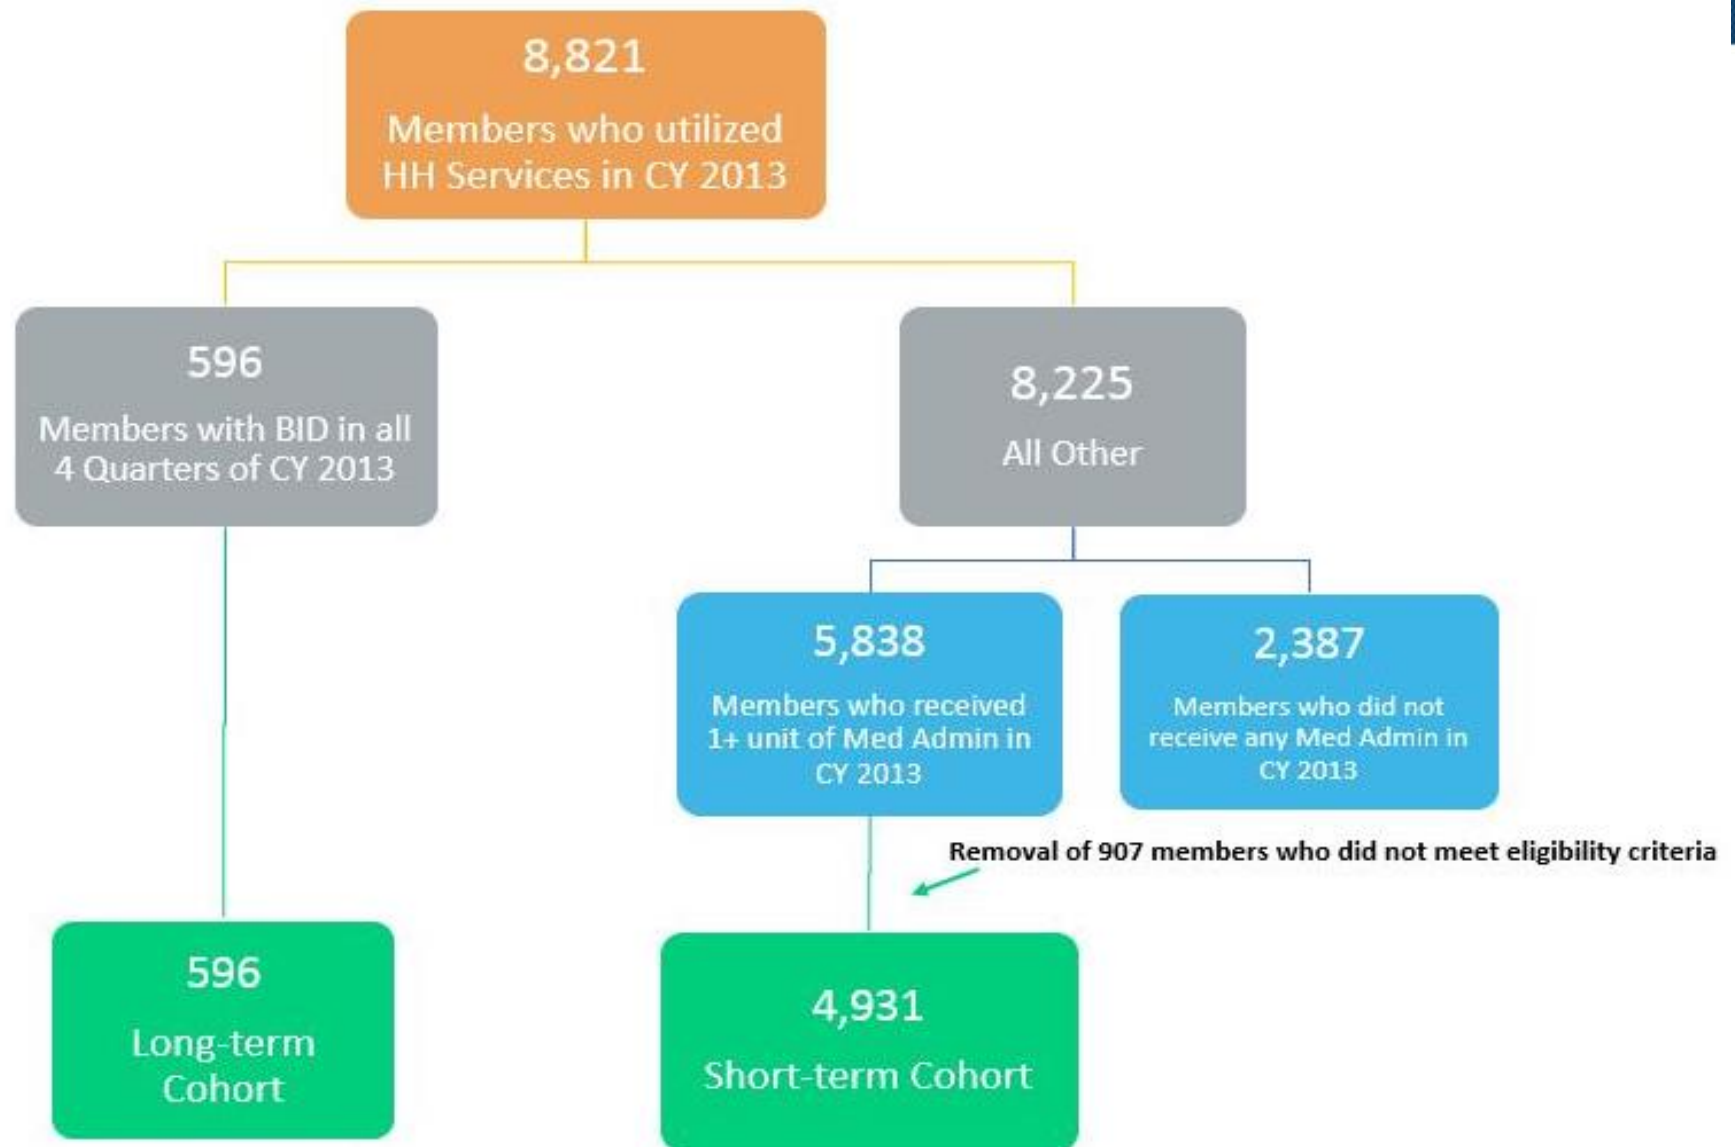 8,821
Members who utilized
HH Services in CY 2013
596
Members with BID in all
4 Quarters of CY 2013
8,225
All Other
5,838
Members who received
1+ unit of Med Admin in
CY 2013
2,387
Members who did not
receive any Med Admin in
CY 2013
Removal of 907 members who did not meet eligibility criteria
596
Long-term
Cohort
4,931
Short-term Cohort